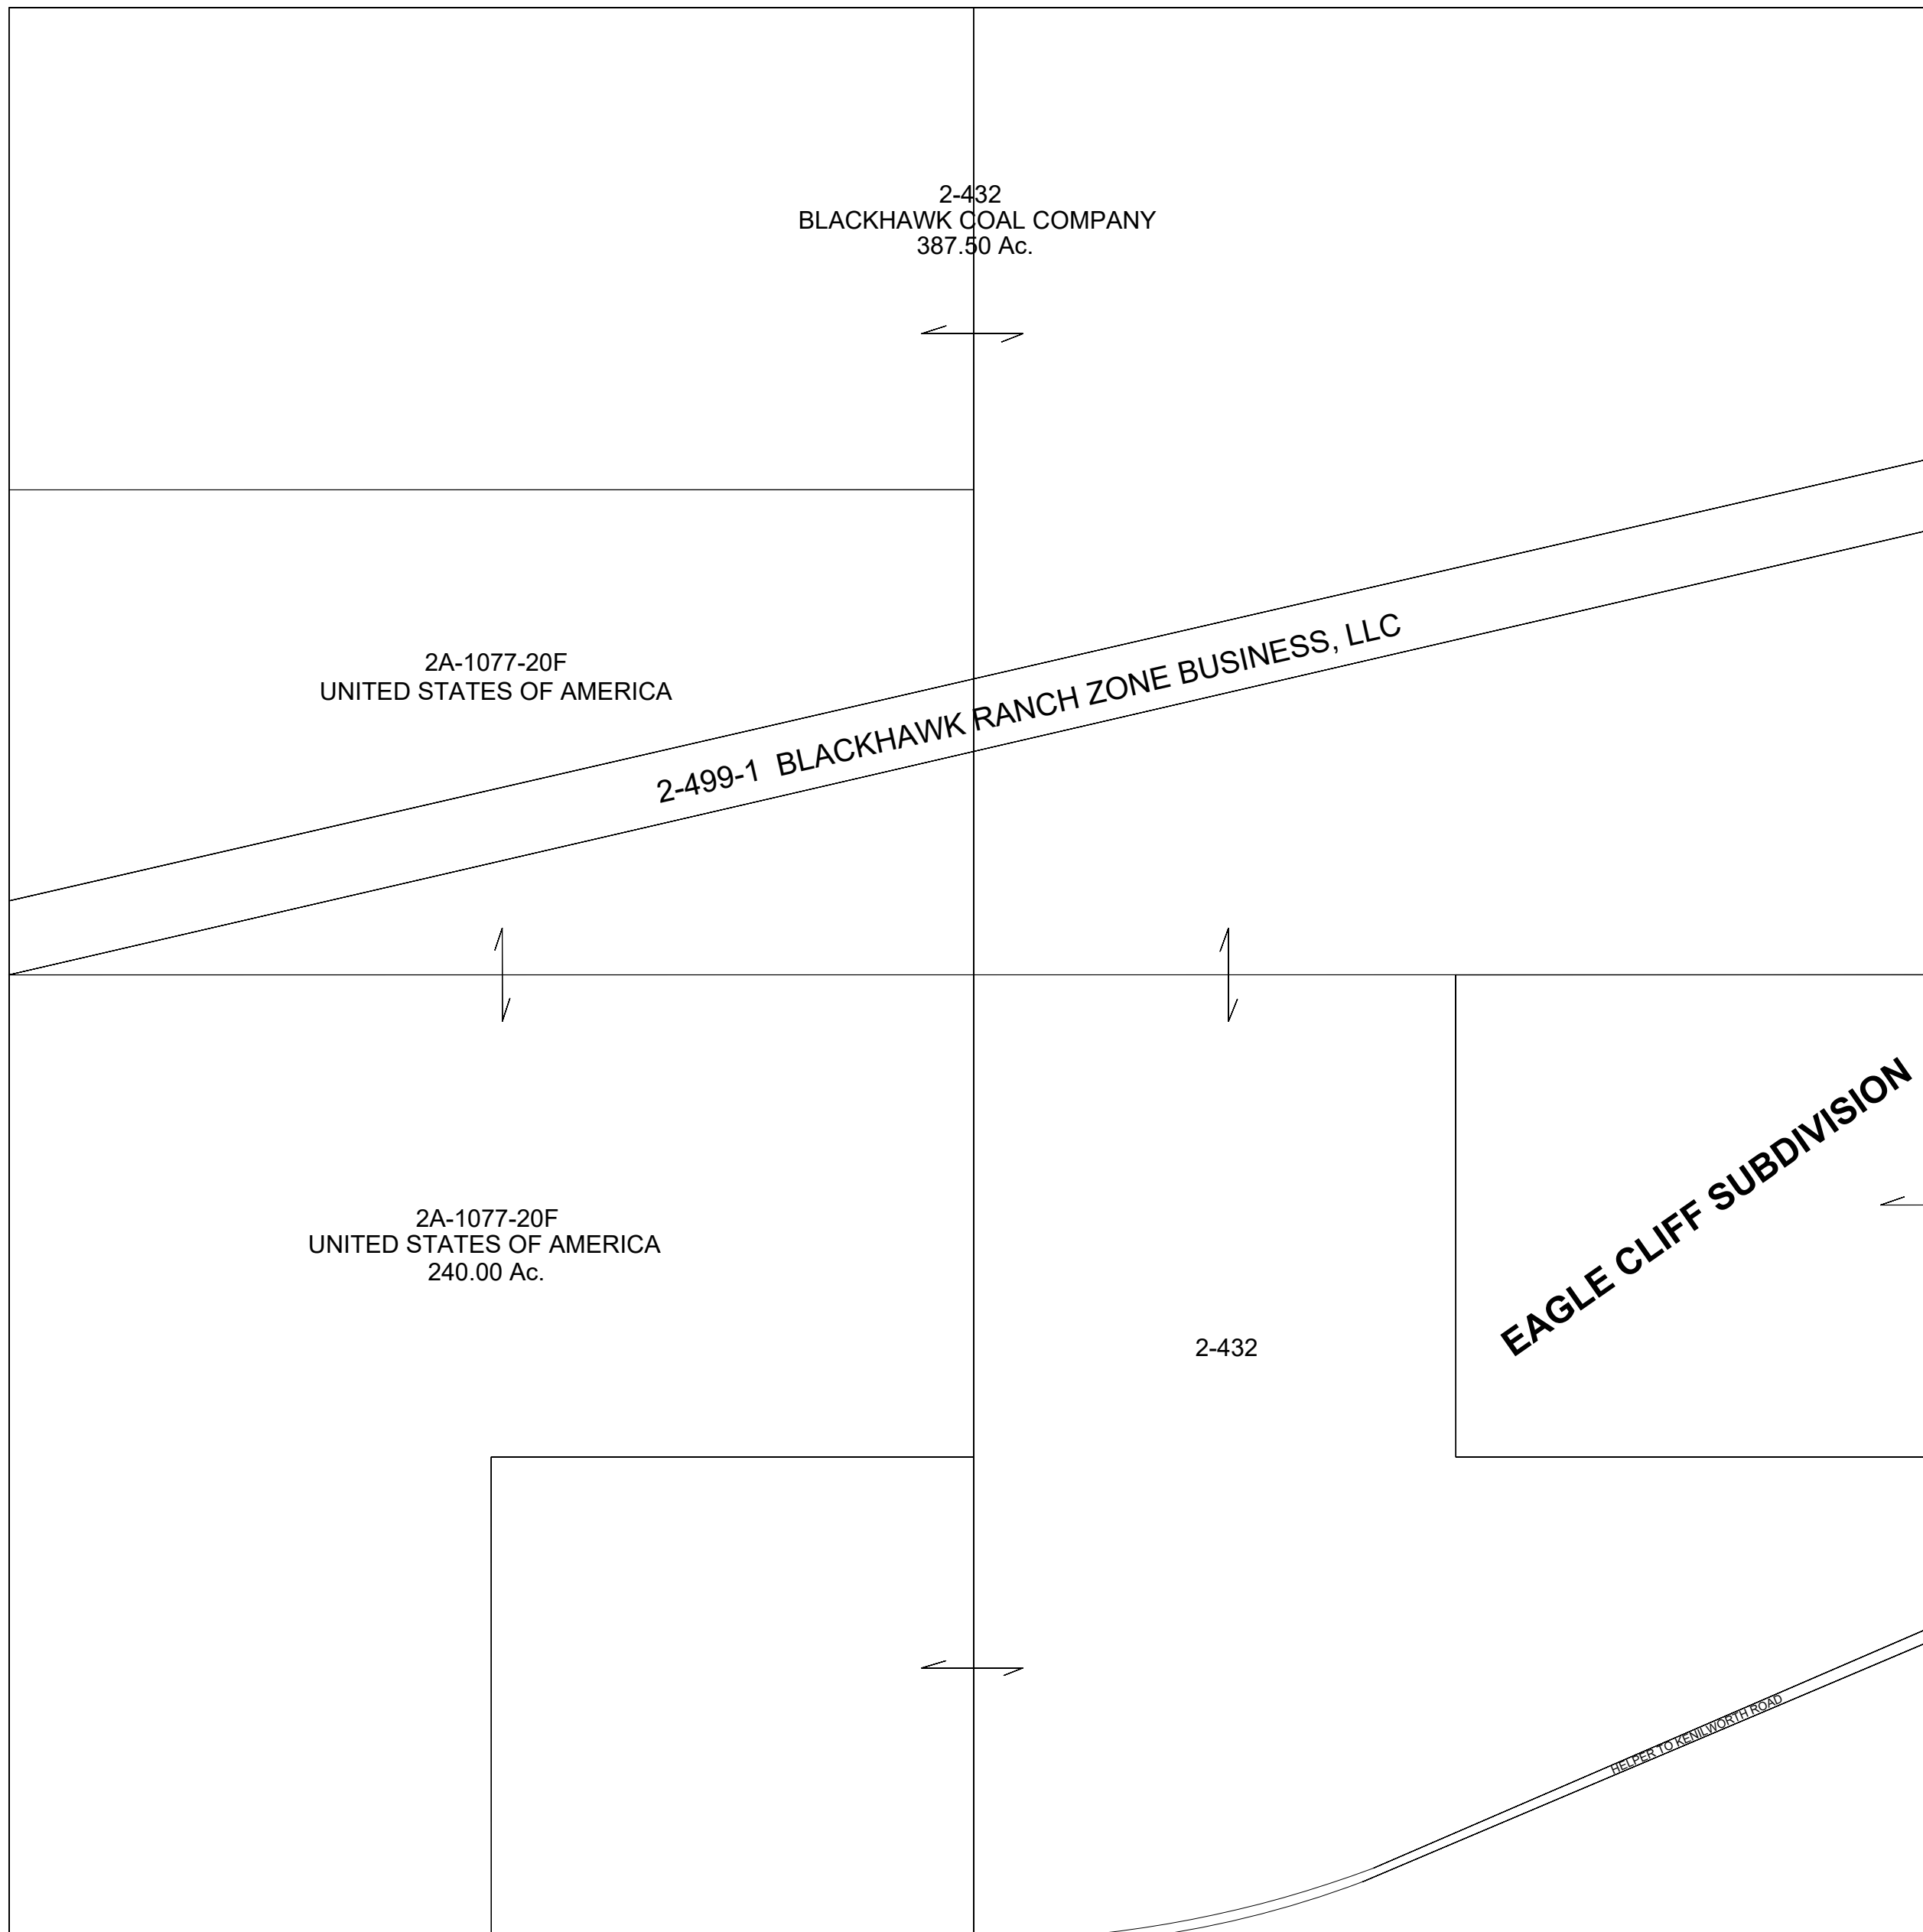 2-432
BLACKHAWK COAL COMPANY
387.50 Ac.
2A-1077-20F
UNITED STATES OF AMERICA
2-499-1 BLACKHAWK RANCH ZONE BUSINESS, LLC
EAGLE CLIFF SUBDIVISION
2A-1077-20F
UNITED STATES OF AMERICA
240.00 Ac.
2-432
HELPER TO KENILWORTH ROAD